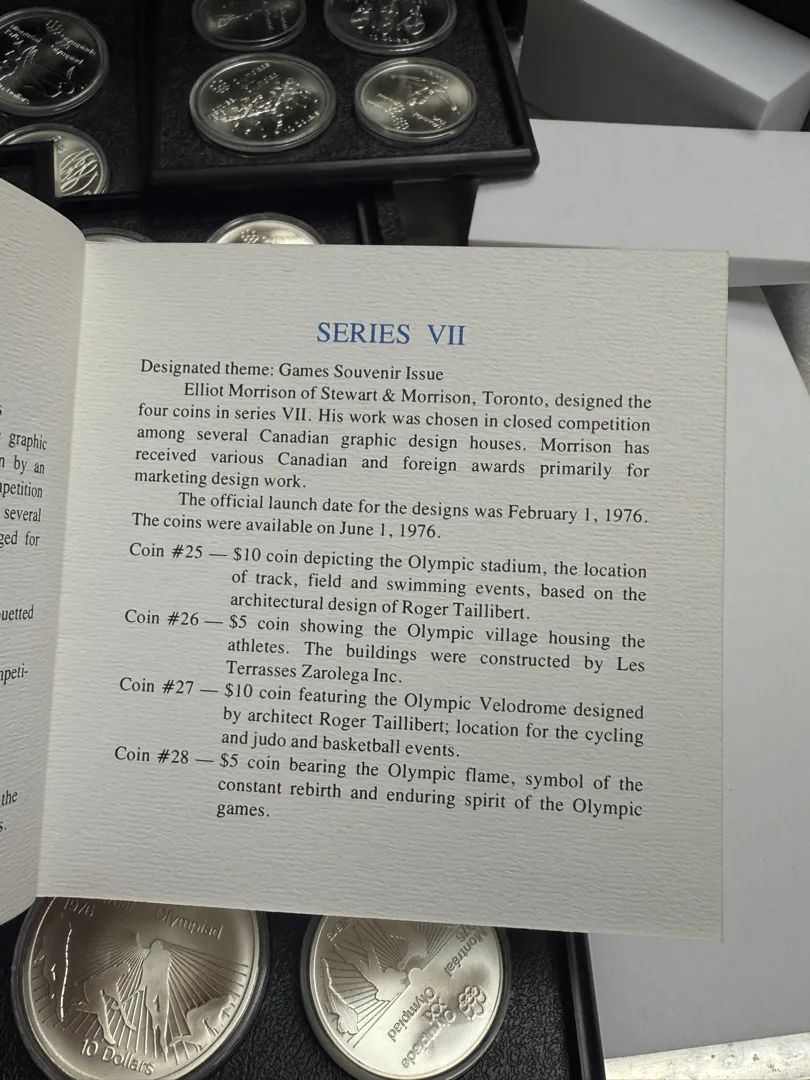 SERIES VII
Designated theme: Games Souvenir Issue
Elliot Morrison of Stewart & Morrison, Toronto, designed the
four coins in series VII. His work was chosen in closed competition
among several Canadian graphic design houses. Morrison has
received various Canadian and foreign awards primarily for
marketing design work.
The official launch date for the designs was February 1, 1976.
The coins were available on June 1, 1976.
Coin #25 — $10 coin depicting the Olympic stadium, the location
of track, field and swimming events, based on the
architectural design of Roger Taillibert.
Coin #26 — $5 coin showing the Olympic village housing the
athletes. The buildings were constructed by Les
Terrasses Zarolega Inc.
Coin #27 — $10 coin featuring the Olympic Velodrome designed
by architect Roger Taillibert; location for the cycling
and judo and basketball events.
Coin #28 — $5 coin bearing the Olympic flame, symbol of the
constant rebirth and enduring spirit of the Olympic
games.
graphic
by an
several
for
the
1976
Olympiad
10 Dollars
Montréal
Olympiade
XXI
Olympiad